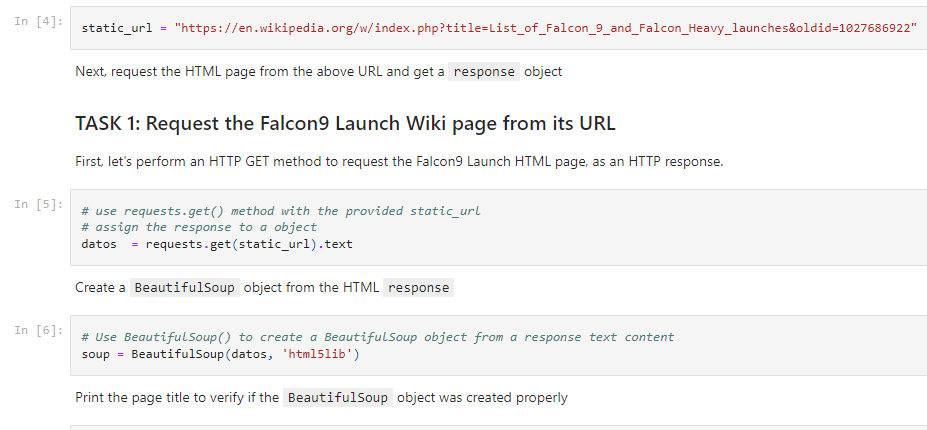 In [4]: static_url = "https://en.wikipedia.org/w/index.php?title=List_of_Falcon_9_and_Falcon_Heavy_launches&oldid=1027686922"
Next, request the HTML page from the above URL and get a response object
TASK 1: Request the Falcon9 Launch Wiki page from its URL
First, let's perform an HTTP GET method to request the Falcon9 Launch HTML page, as an HTTP response.
In [5]: # use requests.get() method with the provided static_url
# assign the response to a object
datos  = requests.get(static_url).text
Create a BeautifulSoup object from the HTML response
In [6]: # Use BeautifulSoup() to create a BeautifulSoup object from a response text content
soup = BeautifulSoup(datos, 'html5lib')
Print the page title to verify if the BeautifulSoup object was created properly